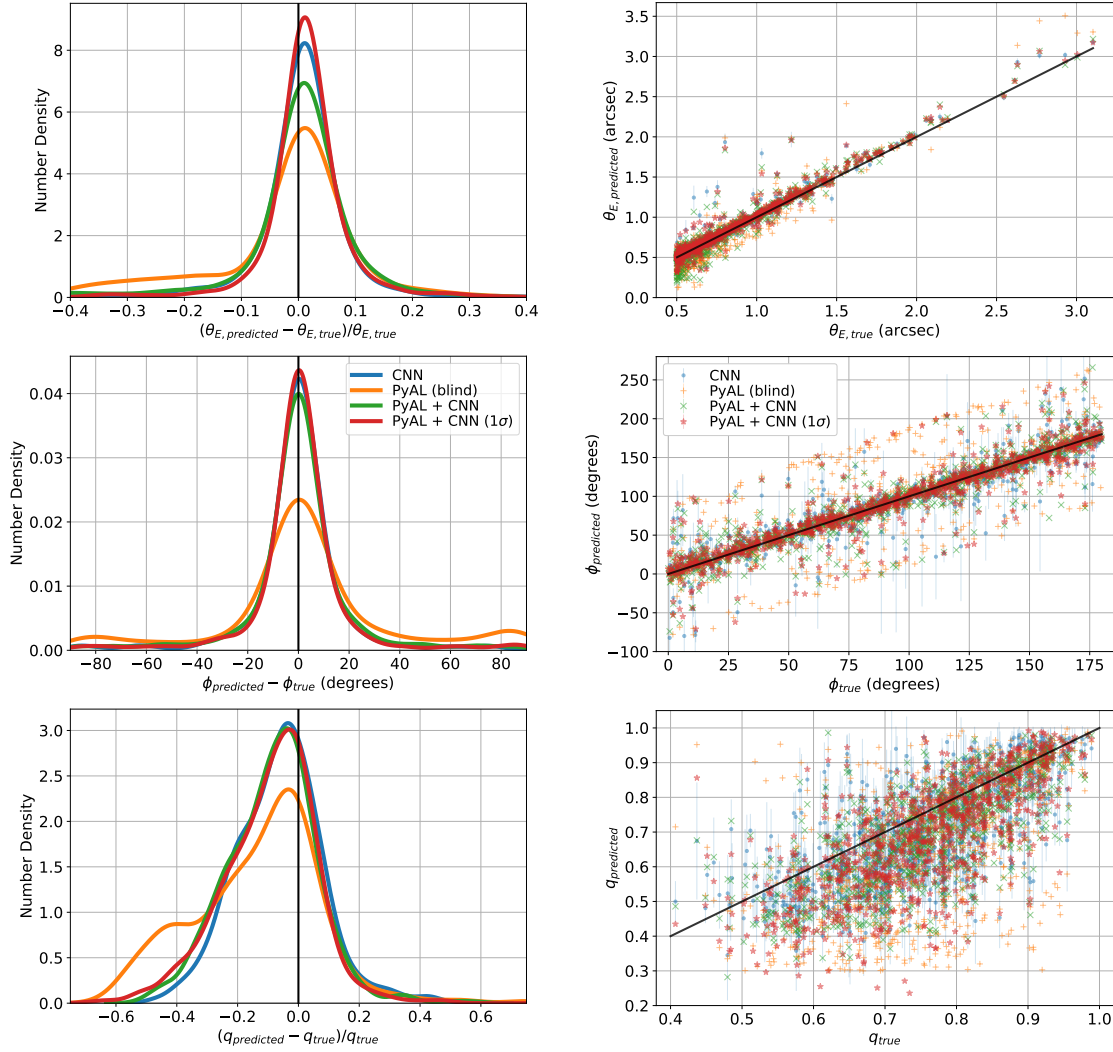 Number Density
8
6
4
2
0
−0.4 −0.3 −0.2 −0.1 0.0 0.1 0.2 0.3 0.4
(θE, predicted − θE, true)/θE, true
θE, predicted (arcsec)
3.5
3.0
2.5
2.0
1.5
1.0
0.5
0.0
0.5 1.0 1.5 2.0 2.5 3.0
θE, true (arcsec)
Number Density
0.04
0.03
0.02
0.01
0.00
CNN
PyAL (blind)
PyAL + CNN
PyAL + CNN (1σ)
−80 −60 −40 −20 0 20 40 60 80
ϕpredicted − ϕtrue (degrees)
ϕpredicted (degrees)
250
200
150
100
50
0
−50
−100
CNN
PyAL (blind)
PyAL + CNN
PyAL + CNN (1σ)
0 25 50 75 100 125 150 175
ϕtrue (degrees)
Number Density
3.0
2.5
2.0
1.5
1.0
0.5
0.0
−0.6 −0.4 −0.2 0.0 0.2 0.4 0.6
(qpredicted − qtrue)/qtrue
qpredicted
1.0
0.9
0.8
0.7
0.6
0.5
0.4
0.3
0.2
0.4 0.5 0.6 0.7 0.8 0.9 1.0
qtrue